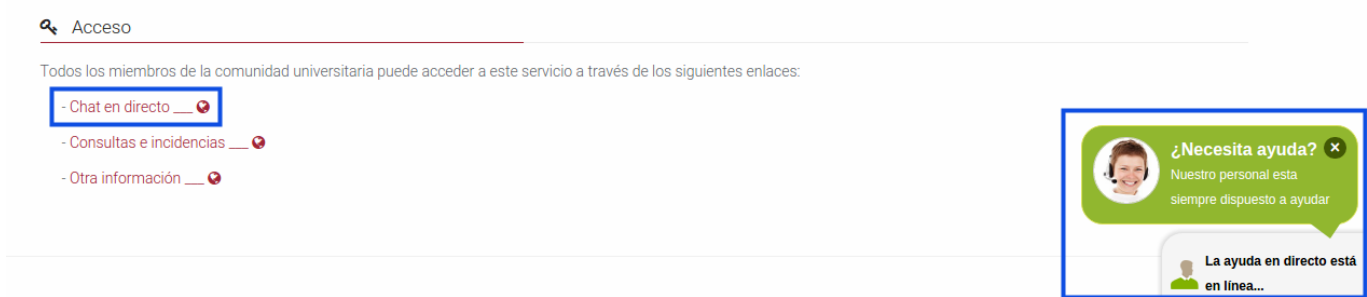 Acceso
Todos los miembros de la comunidad universitaria puede acceder a este servicio a través de los siguientes enlaces:
- Chat en directo ___
- Consultas e incidencias ___
- Otra información ___
¿Necesita ayuda?
Nuestro personal esta
siempre dispuesto a ayudar
La ayuda en directo está
en línea...